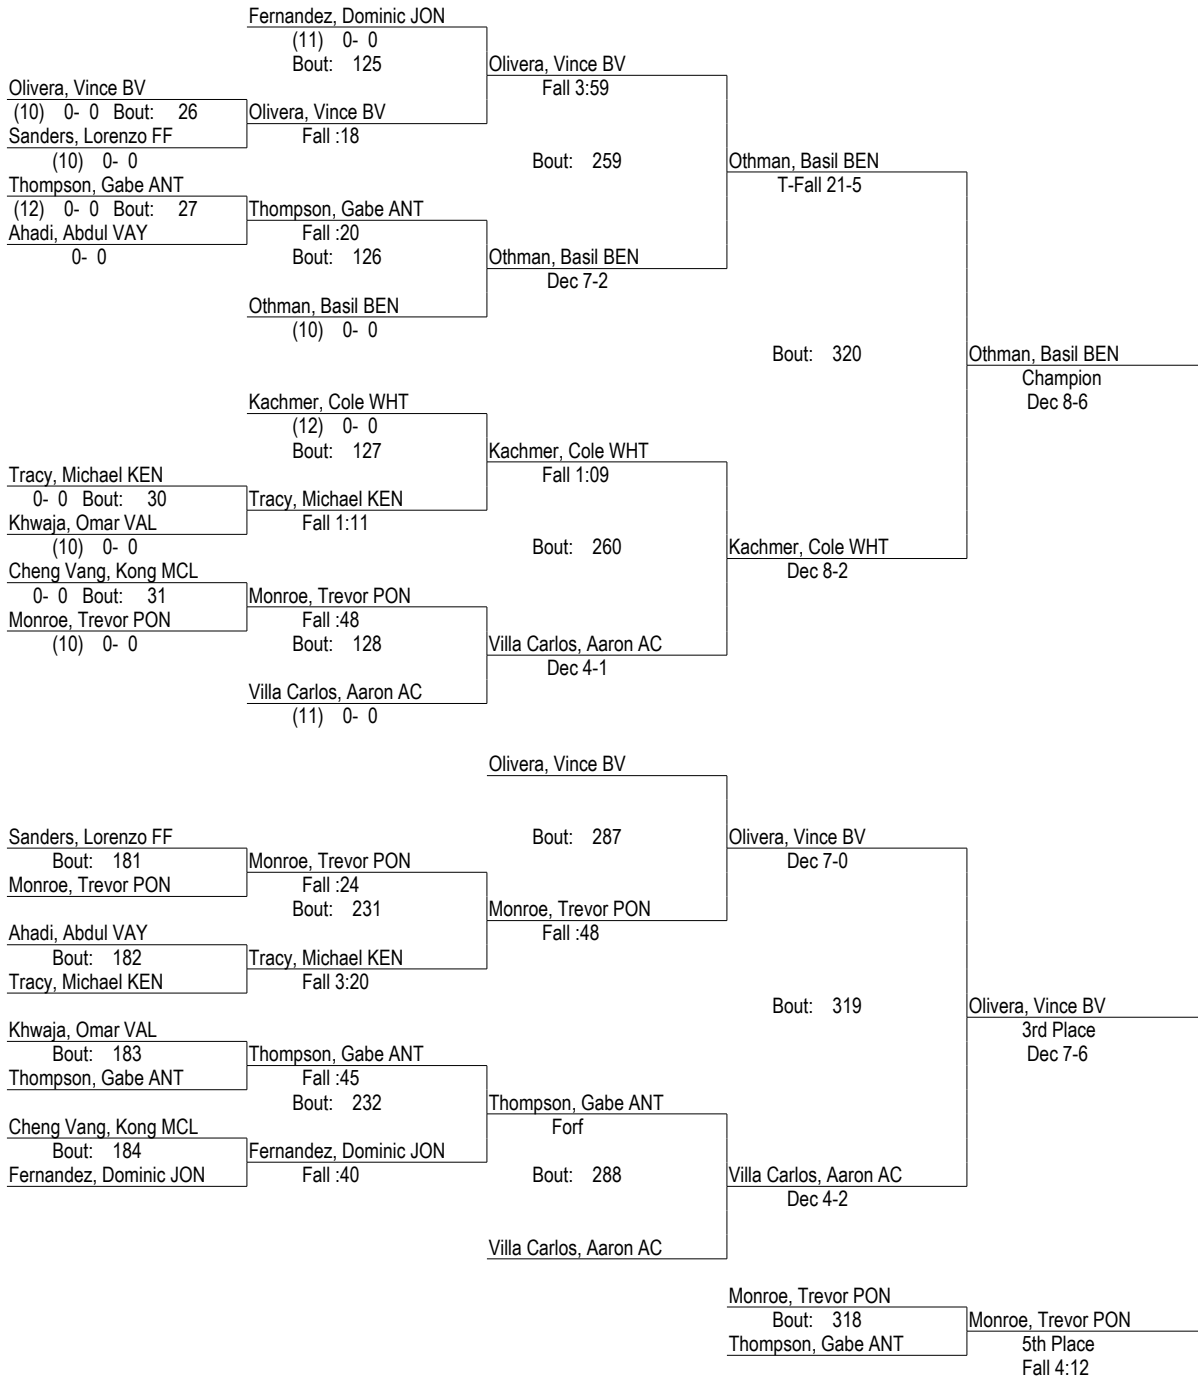 Fernandez, Dominic JON
(11) 0- 0
Bout: 125
Olivera, Vince BV
Fall 3:59
Olivera, Vince BV
(10) 0- 0 Bout: 26
Olivera, Vince BV
Sanders, Lorenzo FF
Fall :18
(10) 0- 0
Bout: 259
Othman, Basil BEN
Thompson, Gabe ANT
T-Fall 21-5
(12) 0- 0 Bout: 27
Thompson, Gabe ANT
Ahadi, Abdul VAY
Fall :20
0- 0
Bout: 126
Othman, Basil BEN
Dec 7-2
Othman, Basil BEN
(10) 0- 0
Bout: 320
Othman, Basil BEN
Champion
Dec 8-6
Kachmer, Cole WHT
(12) 0- 0
Bout: 127
Kachmer, Cole WHT
Fall 1:09
Tracy, Michael KEN
0- 0 Bout: 30
Tracy, Michael KEN
Khwaja, Omar VAL
Fall 1:11
(10) 0- 0
Bout: 260
Kachmer, Cole WHT
Cheng Vang, Kong MCL
Dec 8-2
0- 0 Bout: 31
Monroe, Trevor PON
Monroe, Trevor PON
Fall :48
(10) 0- 0
Bout: 128
Villa Carlos, Aaron AC
Dec 4-1
Villa Carlos, Aaron AC
(11) 0- 0
Olivera, Vince BV
Sanders, Lorenzo FF
Bout: 287
Olivera, Vince BV
Bout: 181
Monroe, Trevor PON
Dec 7-0
Monroe, Trevor PON
Fall :24
Bout: 231
Monroe, Trevor PON
Ahadi, Abdul VAY
Fall :48
Bout: 182
Tracy, Michael KEN
Tracy, Michael KEN
Fall 3:20
Bout: 319
Olivera, Vince BV
Khwaja, Omar VAL
3rd Place
Bout: 183
Thompson, Gabe ANT
Dec 7-6
Thompson, Gabe ANT
Fall :45
Bout: 232
Thompson, Gabe ANT
Cheng Vang, Kong MCL
Forf
Bout: 184
Fernandez, Dominic JON
Fernandez, Dominic JON
Fall :40
Bout: 288
Villa Carlos, Aaron AC
Dec 4-2
Villa Carlos, Aaron AC
Monroe, Trevor PON
Bout: 318
Monroe, Trevor PON
Thompson, Gabe ANT
5th Place
Fall 4:12